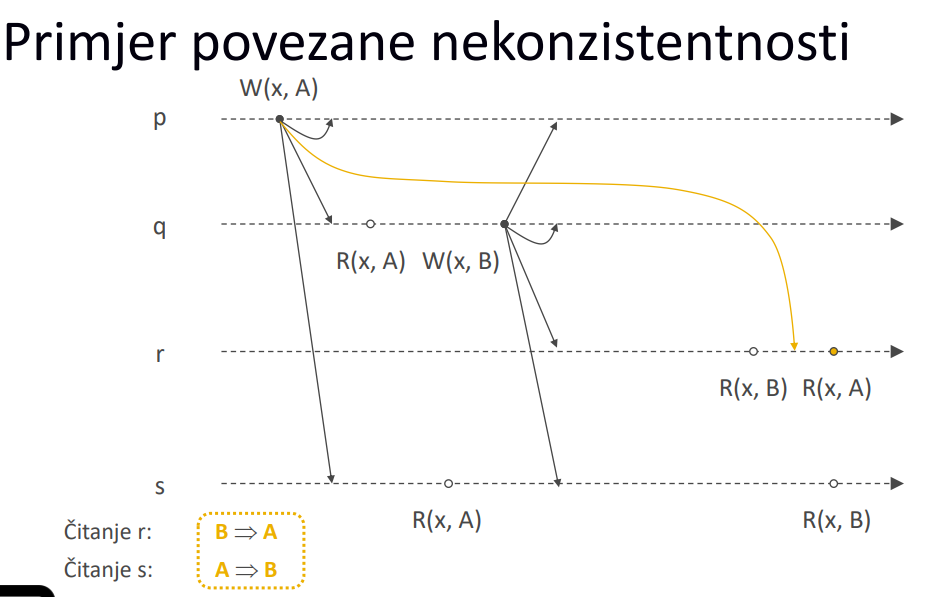 Primjer povezane nekonzistentnosti
W(x, A)
p
q
R(x, A) W(x, B)
r
R(x, B) R(x, A)
s
R(x, A) R(x, B)
Čitanje r: B ⇒ A
Čitanje s: A ⇒ B